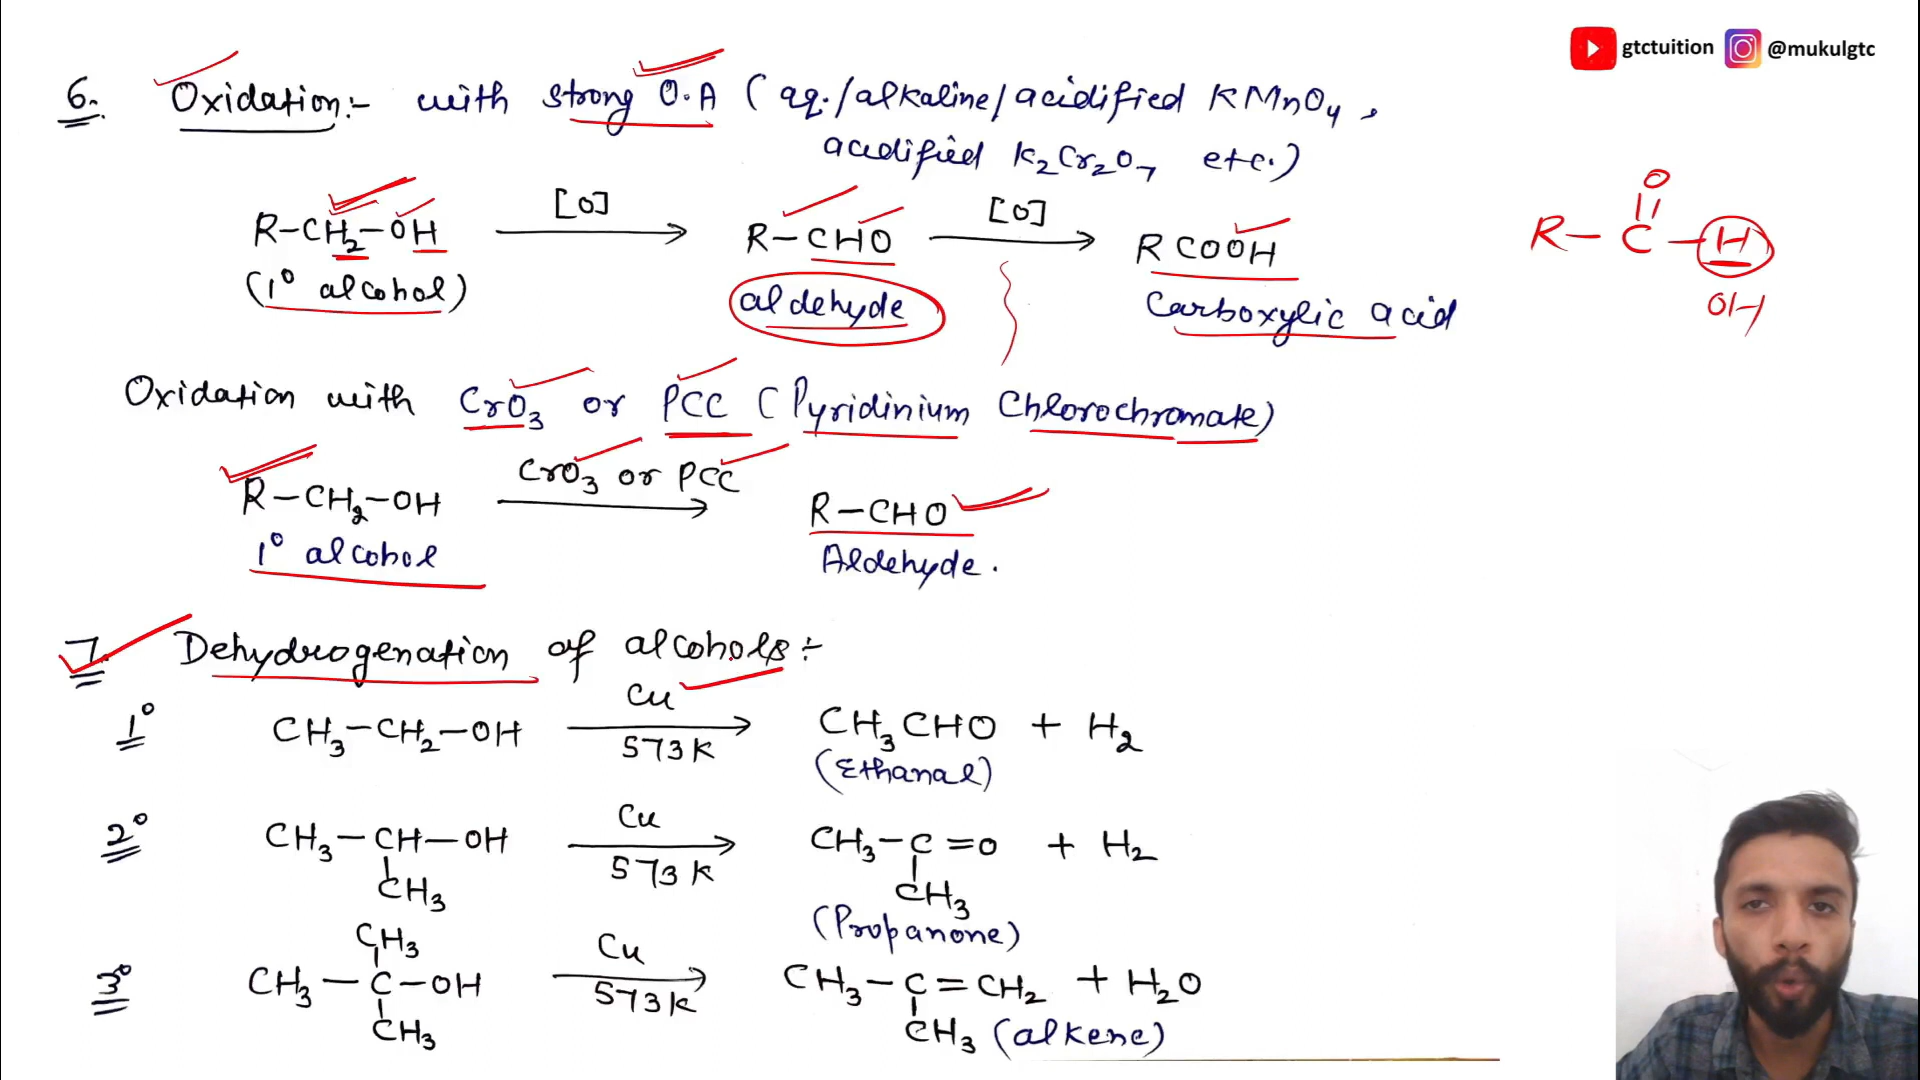 gtctuition @mukulgtc
6. Oxidation:- with strong O.A (aq./alkaline/acidified KMnO4,
acidified K2Cr2O7 etc.)
R-CH2-OH [O] R-CHO [O] RCOOH
(1° alcohol) aldehyde Carboxylic acid
O
R-C-H
OH
Oxidation with CrO3 or PCC (Pyridinium Chlorochromate)
R-CH2-OH CrO3 or PCC R-CHO
1° alcohol Aldehyde.
7. Dehydrogenation of alcohols:-
1° CH3-CH2-OH Cu 573K CH3CHO + H2
(Ethanal)
2° CH3-CH-OH Cu 573K CH3-C=O + H2
CH3 CH3
(Propanone)
CH3
3° CH3-C-OH Cu 573K CH3-C=CH2 + H2O
CH3 CH3 (alkene)